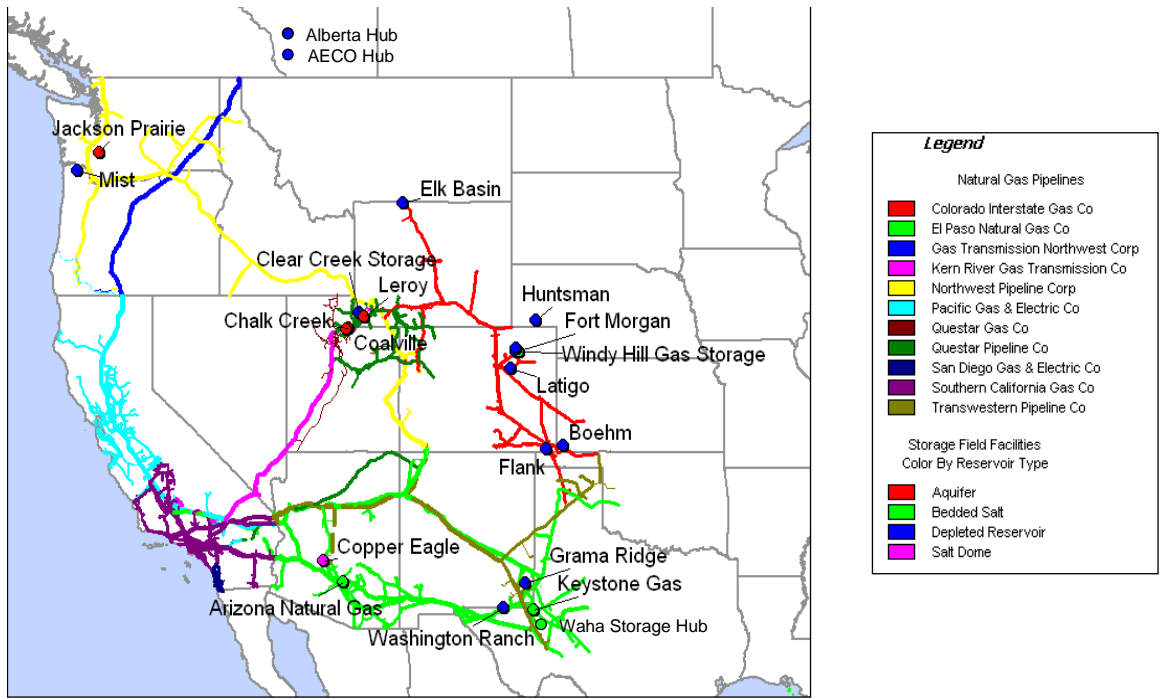 Alberta Hub
AECO Hub
Jackson Prairie
Mist
Elk Basin
Clear Creek Storage
Leroy
Huntsman
Chalk Creek
Fort Morgan
Coalville
Windy Hill Gas Storage
Latigo
Boehm
Flank
Copper Eagle
Grama Ridge
Keystone Gas
Arizona Natural Gas
Waha Storage Hub
Washington Ranch
Legend
Natural Gas Pipelines
Colorado Interstate Gas Co
El Paso Natural Gas Co
Gas Transmission Northwest Corp
Kern River Gas Transmission Co
Northwest Pipeline Corp
Pacific Gas & Electric Co
Questar Gas Co
Questar Pipeline Co
San Diego Gas & Electric Co
Southern California Gas Co
Transwestern Pipeline Co
Storage Field Facilities
Color By Reservoir Type
Aquifer
Bedded Salt
Depleted Reservoir
Salt Dome